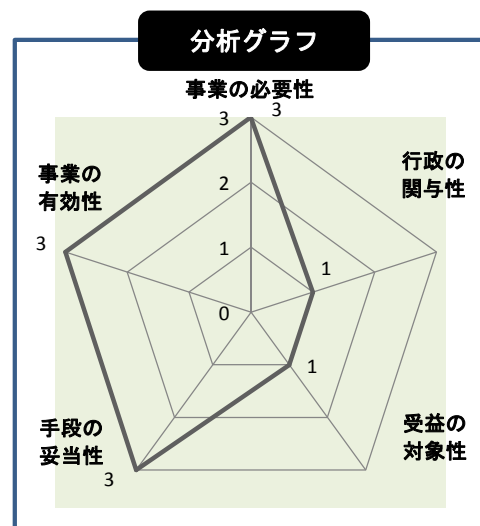 分析グラフ
事業の必要性
3
3
行政の
関与性
事業の
有効性
2
3
1
1
0
1
手段の
妥当性
受益の
対象性
3